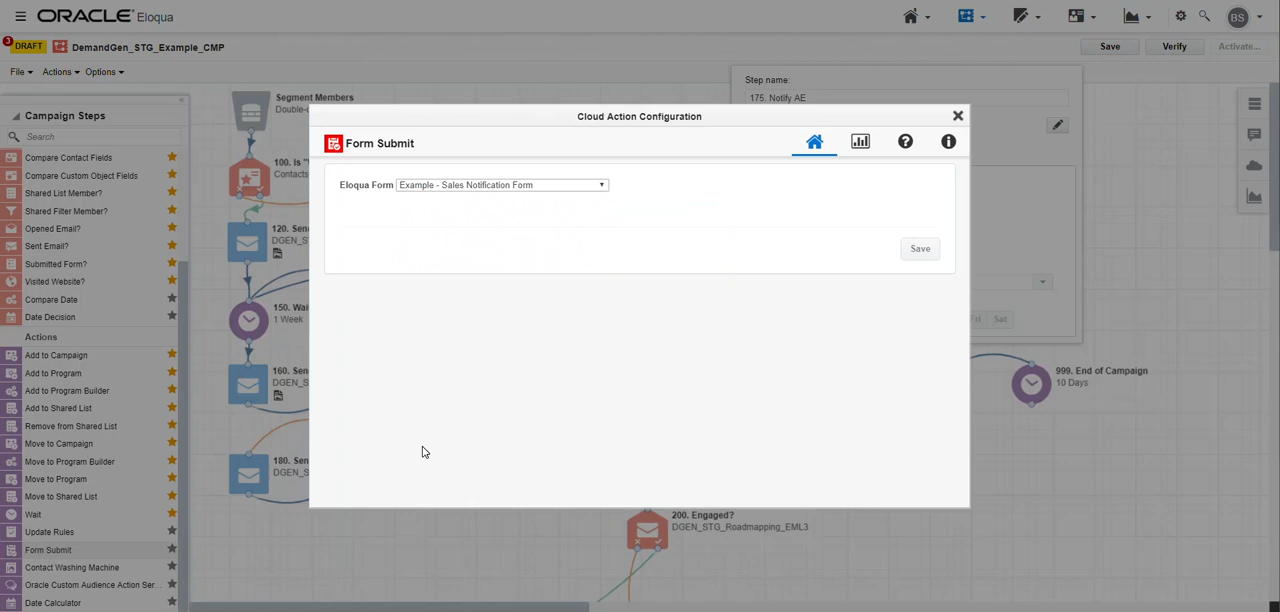 ORACLE® Eloqua
BS
3
DRAFT
DemandGen_STG_Example_CMP
Save
Verify
Activate...
File
Actions
Options
Campaign Steps
Search
Compare Contact Fields
Compare Custom Object Fields
Shared List Member?
Shared Filter Member?
Opened Email?
Sent Email?
Submitted Form?
Visited Website?
Compare Date
Date Decision
Actions
Add to Campaign
Add to Program
Add to Program Builder
Add to Shared List
Remove from Shared List
Move to Campaign
Move to Program Builder
Move to Program
Move to Shared List
Wait
Update Rules
Form Submit
Contact Washing Machine
Oracle Custom Audience Action Ser...
Date Calculator
Segment Members
100. Is
Contacts
120.
DGEN_S
150.
1 Week
160.
DGEN_S
180.
DGEN_S
Step name:
175. Notify AE
Sat
Cloud Action Configuration
Form Submit
Eloqua Form
Example - Sales Notification Form
Save
999. End of Campaign
10 Days
200. Engaged?
DGEN_STG_Roadmapping_EML3